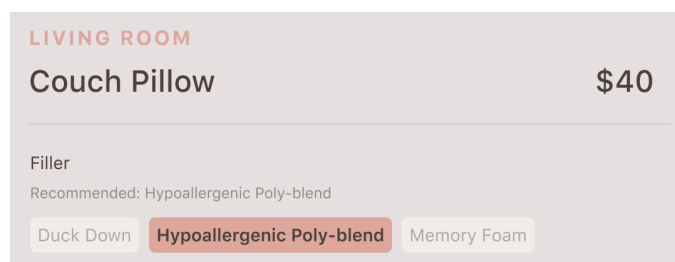 LIVING ROOM
Couch Pillow $40
Filler
Recommended: Hypoallergenic Poly-blend
Duck Down Hypoallergenic Poly-blend Memory Foam